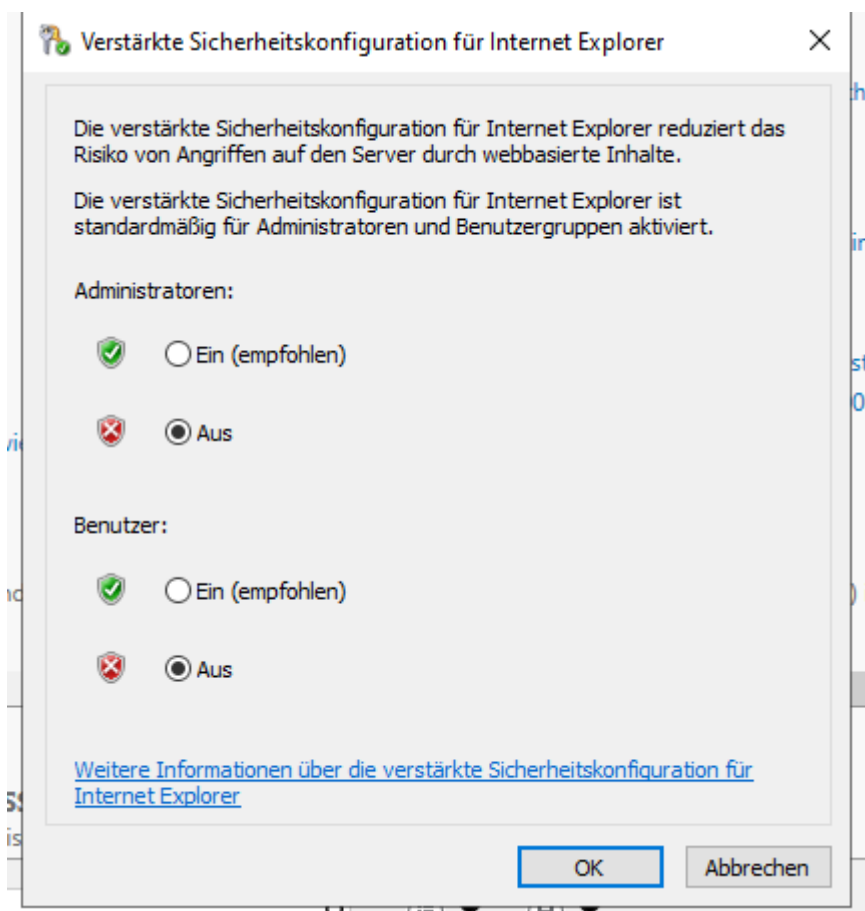 Verstärkte Sicherheitskonfiguration für Internet Explorer
Die verstärkte Sicherheitskonfiguration für Internet Explorer reduziert das
Risiko von Angriffen auf den Server durch webbasierte Inhalte.
Die verstärkte Sicherheitskonfiguration für Internet Explorer ist
standardmäßig für Administratoren und Benutzergruppen aktiviert.
Administratoren:
Ein (empfohlen)
Aus
Benutzer:
Ein (empfohlen)
Aus
Weitere Informationen über die verstärkte Sicherheitskonfiguration für
Internet Explorer
OK
Abbrechen